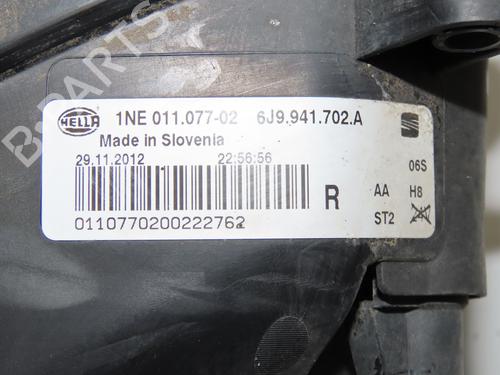 HELLA 1NE 011.077-02 6J9.941.702.A
Made in Slovenia
29.11.2012 22:56:56
06S
R AA H8
ST2 24V
0110770200222762
B-PARTS